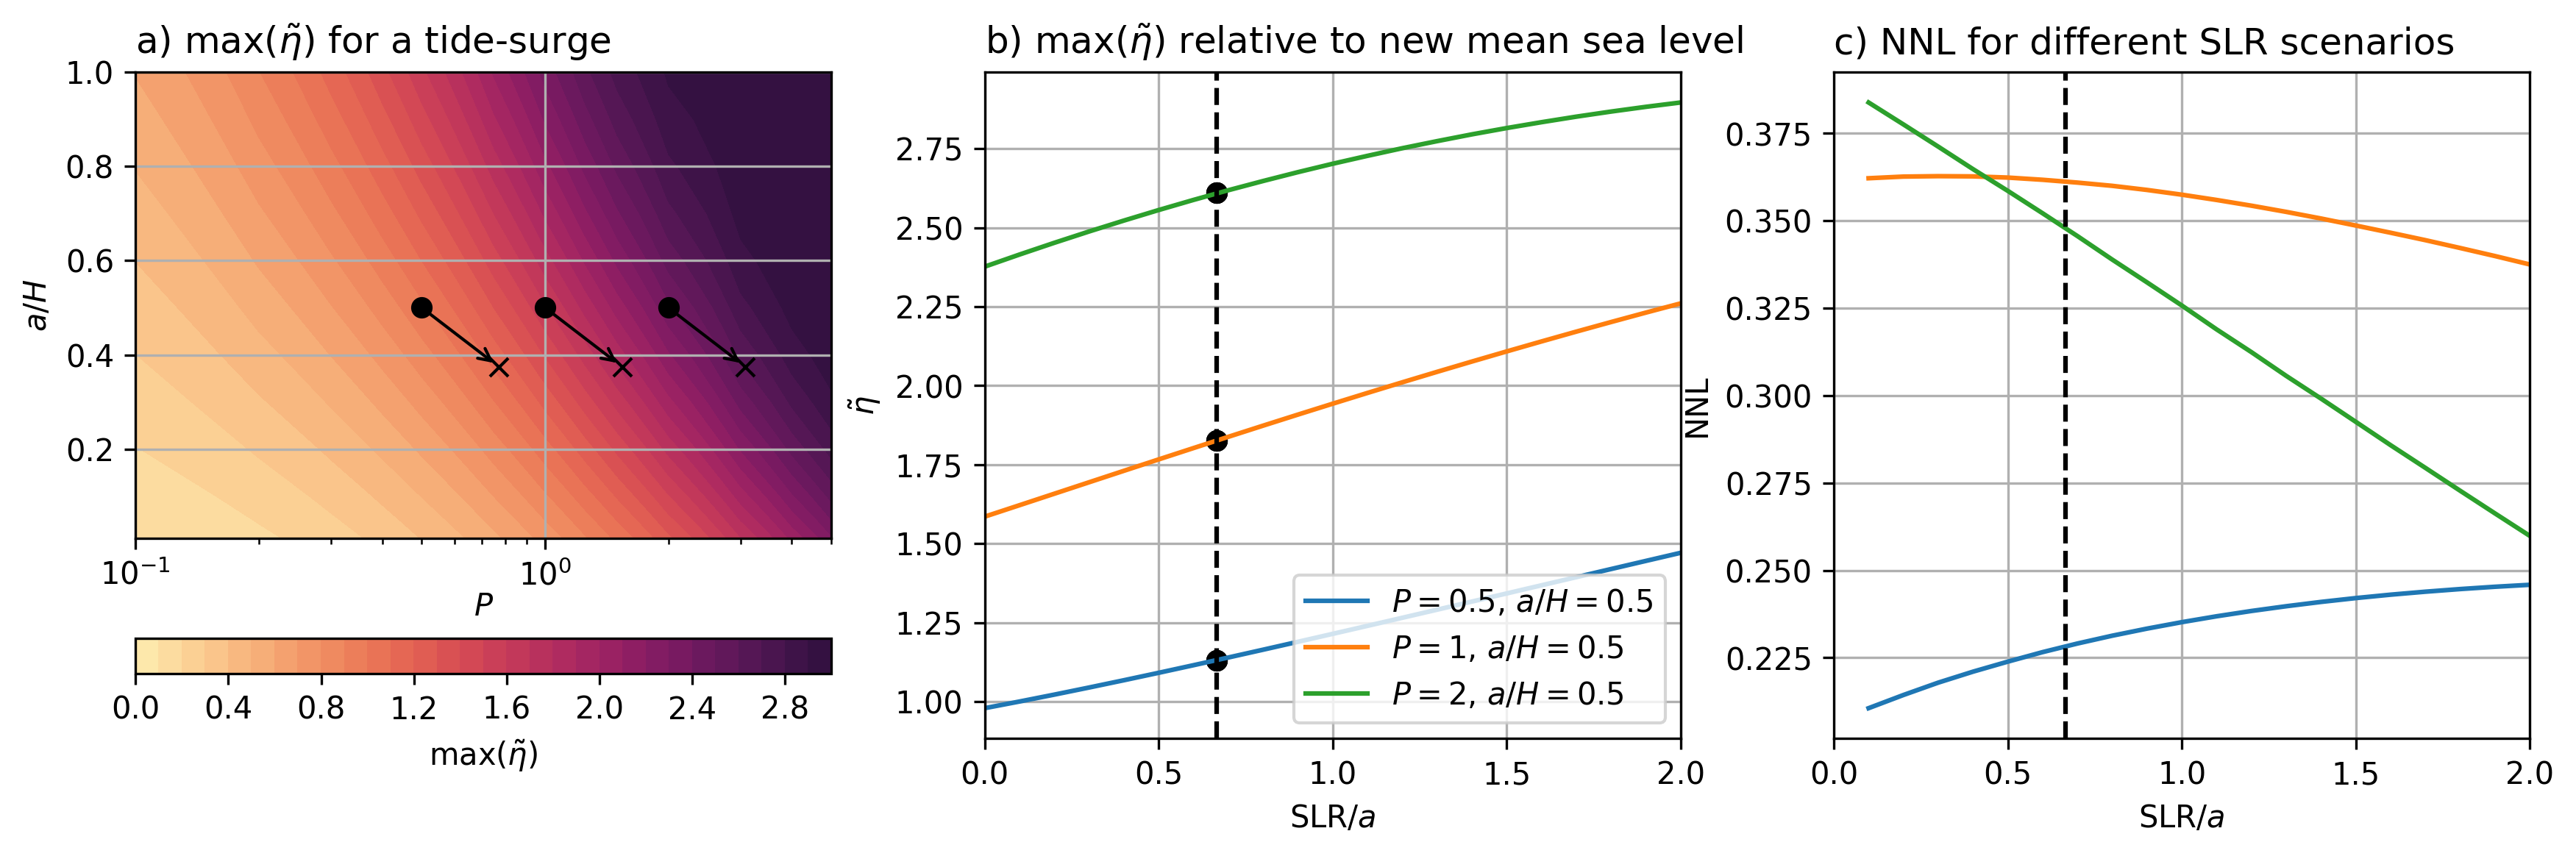 a) max(η̃) for a tide-surge
1.0
0.8
0.6
0.4
0.2
a/H
10⁻¹
10⁰
P
0.0 0.4 0.8 1.2 1.6 2.0 2.4 2.8
max(η̃)
b) max(η̃) relative to new mean sea level
2.75
2.50
2.25
2.00
1.75
1.50
1.25
1.00
η̃
P = 0.5, a/H = 0.5
P = 1, a/H = 0.5
P = 2, a/H = 0.5
0.0 0.5 1.0 1.5 2.0
SLR/a
c) NNL for different SLR scenarios
0.375
0.350
0.325
0.300
0.275
0.250
0.225
NNL
0.0 0.5 1.0 1.5 2.0
SLR/a